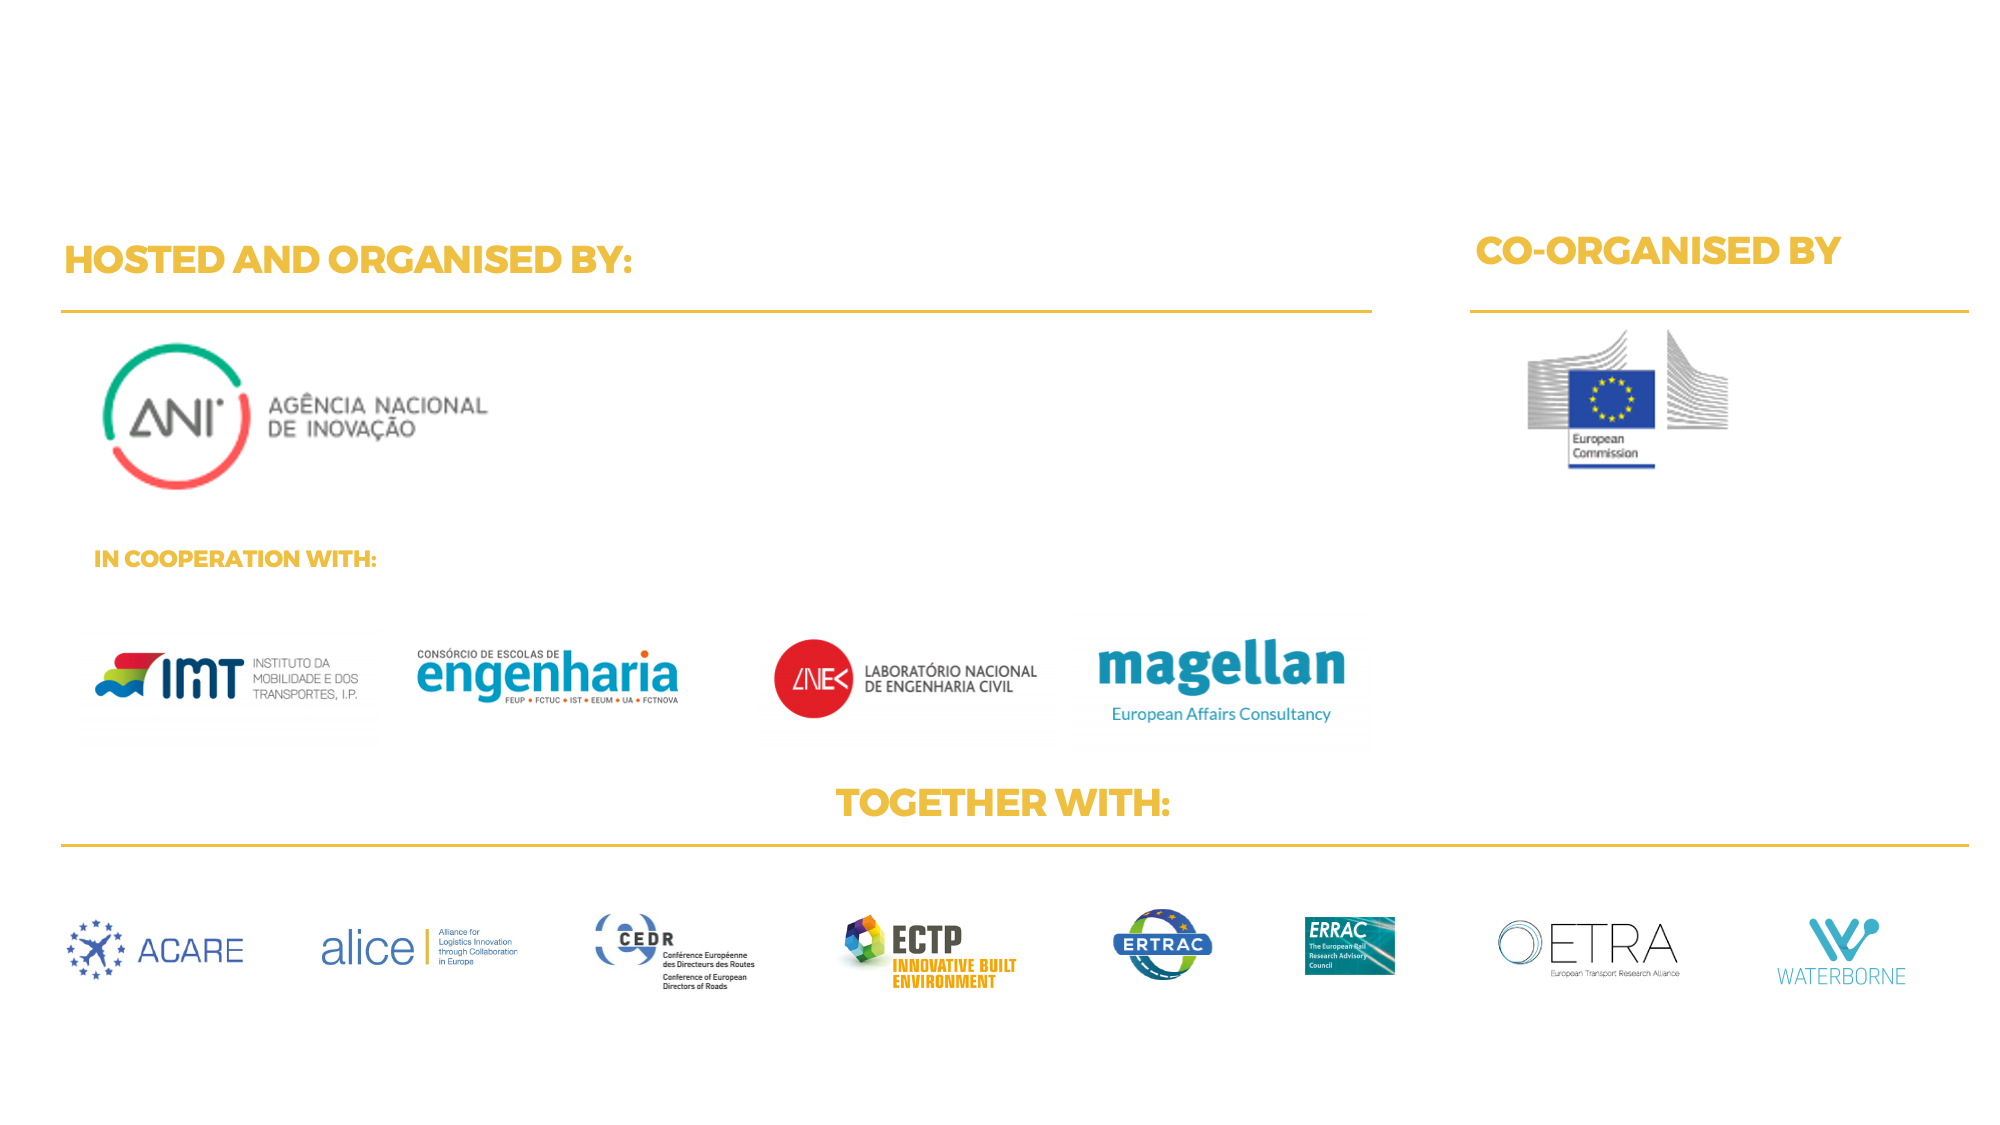 HOSTED AND ORGANISED BY:
CO-ORGANISED BY
ANI
AGÊNCIA NACIONAL
DE INOVAÇÃO
European
Commission
IN COOPERATION WITH:
IMT
INSTITUTO DA
MOBILIDADE E DOS
TRANSPORTES, I.P.
CONSÓRCIO DE ESCOLAS DE
engenharia
FEUP • FCTUC • IST • EEUM • UA • FCTNOVA
LNEC
LABORATÓRIO NACIONAL
DE ENGENHARIA CIVIL
magellan
European Affairs Consultancy
TOGETHER WITH:
ACARE
alice
Alliance for
Logistics Innovation
through Collaboration
in Europe
CEDR
Conférence Européenne
des Directeurs des Routes
Conference of European
Directors of Roads
ECTP
INNOVATIVE BUILT
ENVIRONMENT
ERTRAC
ERRAC
The European Rail
Research Advisory
Council
ETRA
European Transport Research Alliance
WATERBORNE